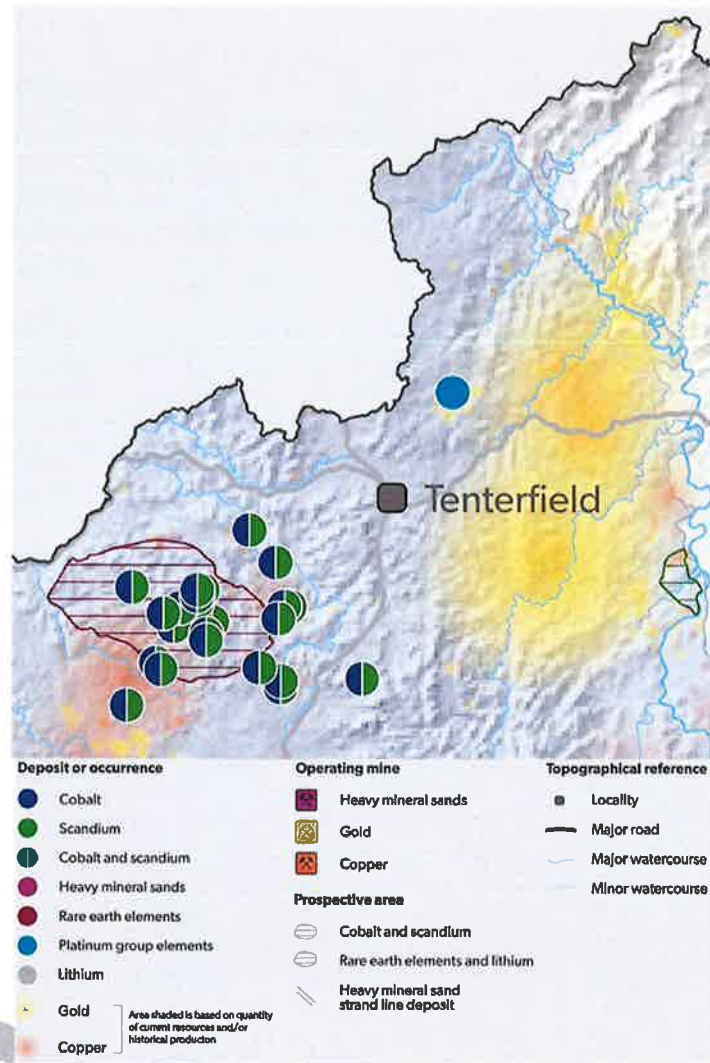 Tenterfield
Deposit or occurrence
Cobalt
Scandium
Cobalt and scandium
Heavy mineral sands
Rare earth elements
Platinum group elements
Lithium
Gold
Copper
Area shaded is based on quantity
of current resources and/or
historical producton
Operating mine
Heavy mineral sands
Gold
Copper
Prospective area
Cobalt and scandium
Rare earth elements and lithium
Heavy mineral sand
strand line deposit
Topographical reference
Locality
Major road
Major watercourse
Minor watercourse